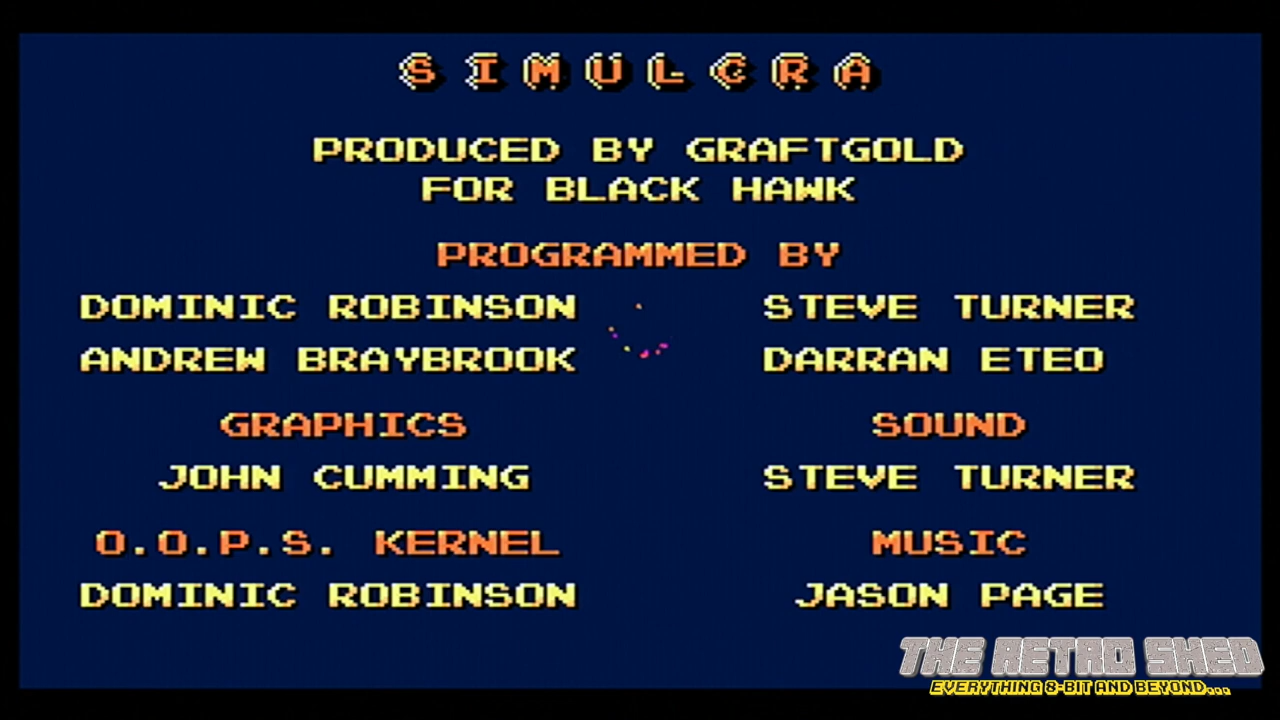 SIMULCRA
PRODUCED BY GRAFTGOLD
FOR BLACK HAWK
PROGRAMMED BY
DOMINIC ROBINSON STEVE TURNER
ANDREW BRAYBROOK DARRAN ETEO
GRAPHICS SOUND
JOHN CUMMING STEVE TURNER
O.O.P.S. KERNEL MUSIC
DOMINIC ROBINSON JASON PAGE
THE RETRO SHED
EVERYTHING 8-BIT AND BEYOND...